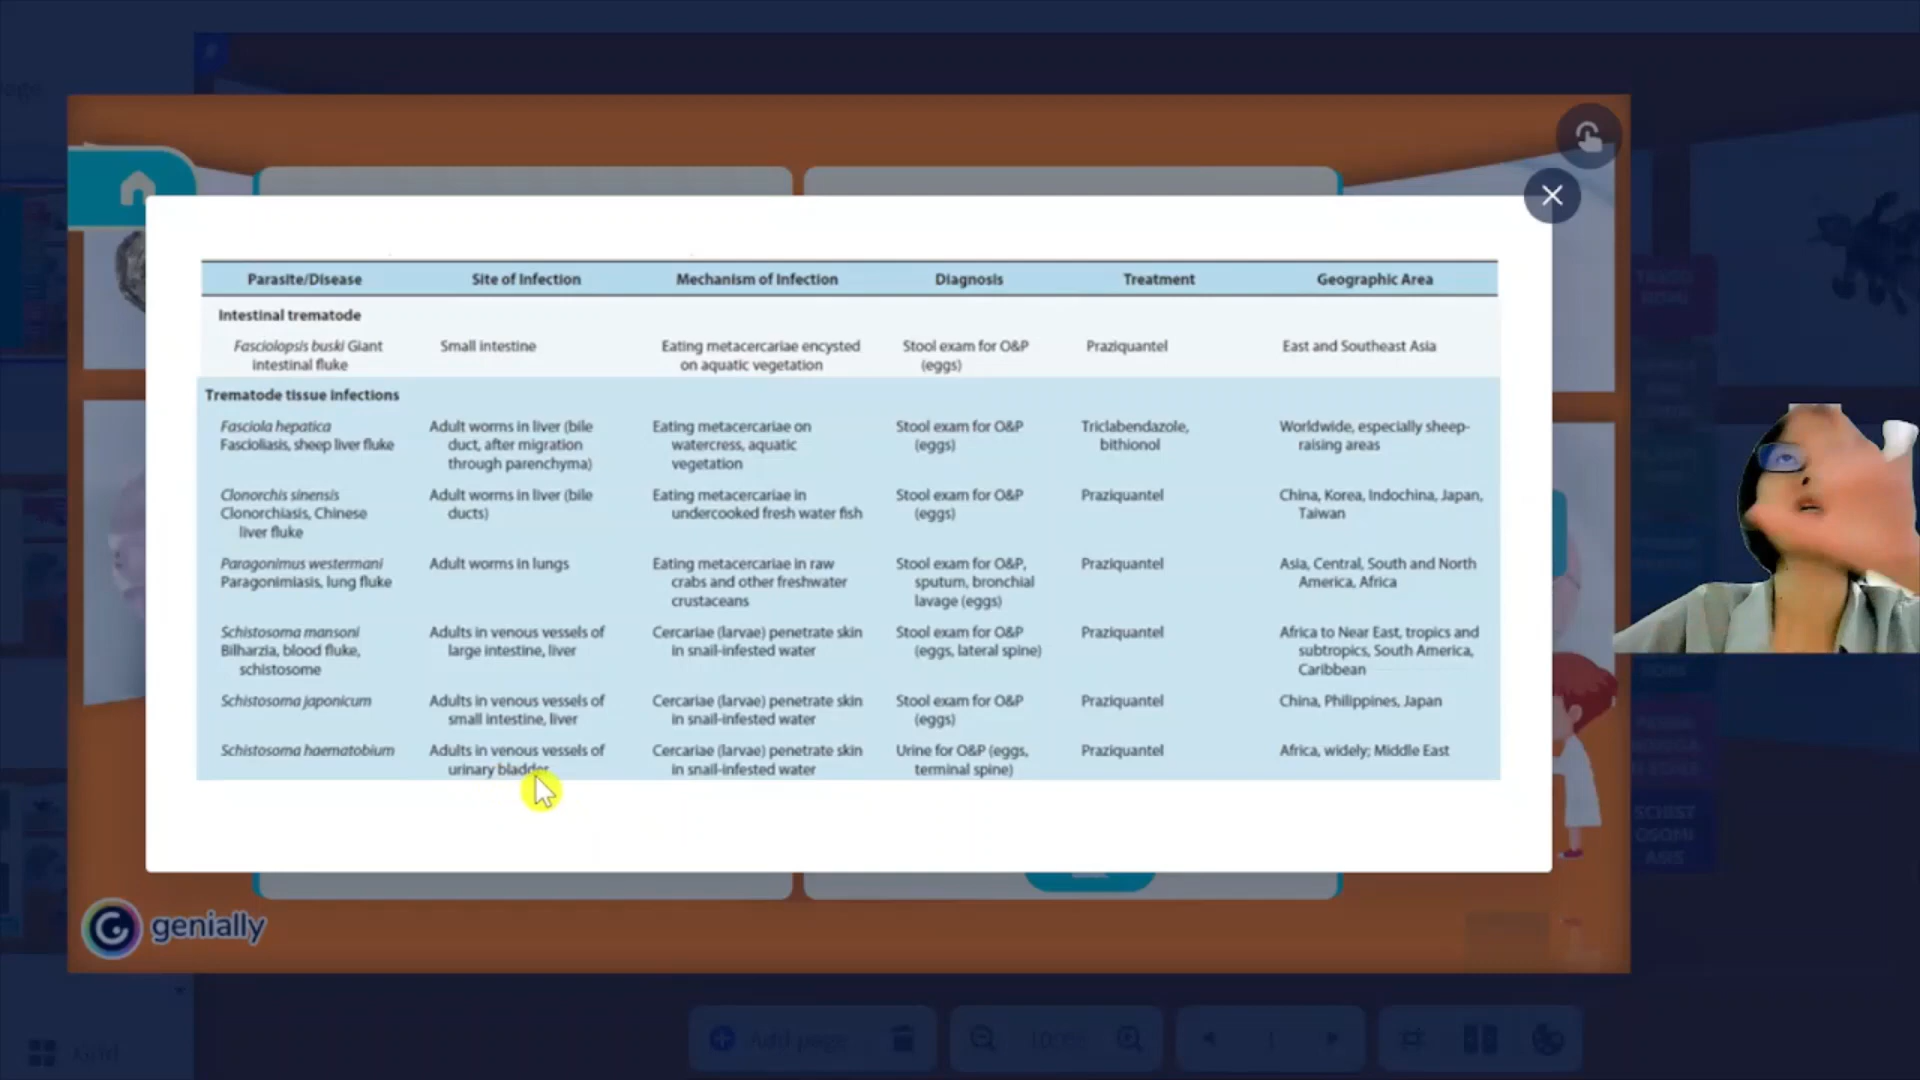 Parasite/Disease Site of Infection Mechanism of Infection Diagnosis Treatment Geographic Area
Intestinal trematode
Fasciolopsis buski Giant Small intestine Eating metacercariae encysted Stool exam for O&P Praziquantel East and Southeast Asia
intestinal fluke on aquatic vegetation (eggs)
Trematode tissue infections
Fasciola hepatica Adult worms in liver (bile Eating metacercariae on Stool exam for O&P Triclabendazole, Worldwide, especially sheep-
Fascioliasis, sheep liver fluke duct, after migration watercress, aquatic (eggs) bithionol raising areas
through parenchyma) vegetation
Clonorchis sinensis Adult worms in liver (bile Eating metacercariae in Stool exam for O&P Praziquantel China, Korea, Indochina, Japan,
Clonorchiasis, Chinese ducts) undercooked fresh water fish (eggs) Taiwan
liver fluke
Paragonimus westermani Adult worms in lungs Eating metacercariae in raw Stool exam for O&P, Praziquantel Asia, Central, South and North
Paragonimiasis, lung fluke crabs and other freshwater sputum, bronchial America, Africa
crustaceans lavage (eggs)
Schistosoma mansoni Adults in venous vessels of Cercariae (larvae) penetrate skin Stool exam for O&P Praziquantel Africa to Near East, tropics and
Bilharzia, blood fluke, large intestine, liver in snail-infested water (eggs, lateral spine) subtropics, South America,
schistosome Caribbean
Schistosoma japonicum Adults in venous vessels of Cercariae (larvae) penetrate skin Stool exam for O&P Praziquantel China, Philippines, Japan
small intestine, liver in snail-infested water (eggs)
Schistosoma haematobium Adults in venous vessels of Cercariae (larvae) penetrate skin Urine for O&P (eggs, Praziquantel Africa, widely; Middle East
urinary bladder in snail-infested water terminal spine)
SCHIST
OSOMI
ASIS
genially
Add page
Grid